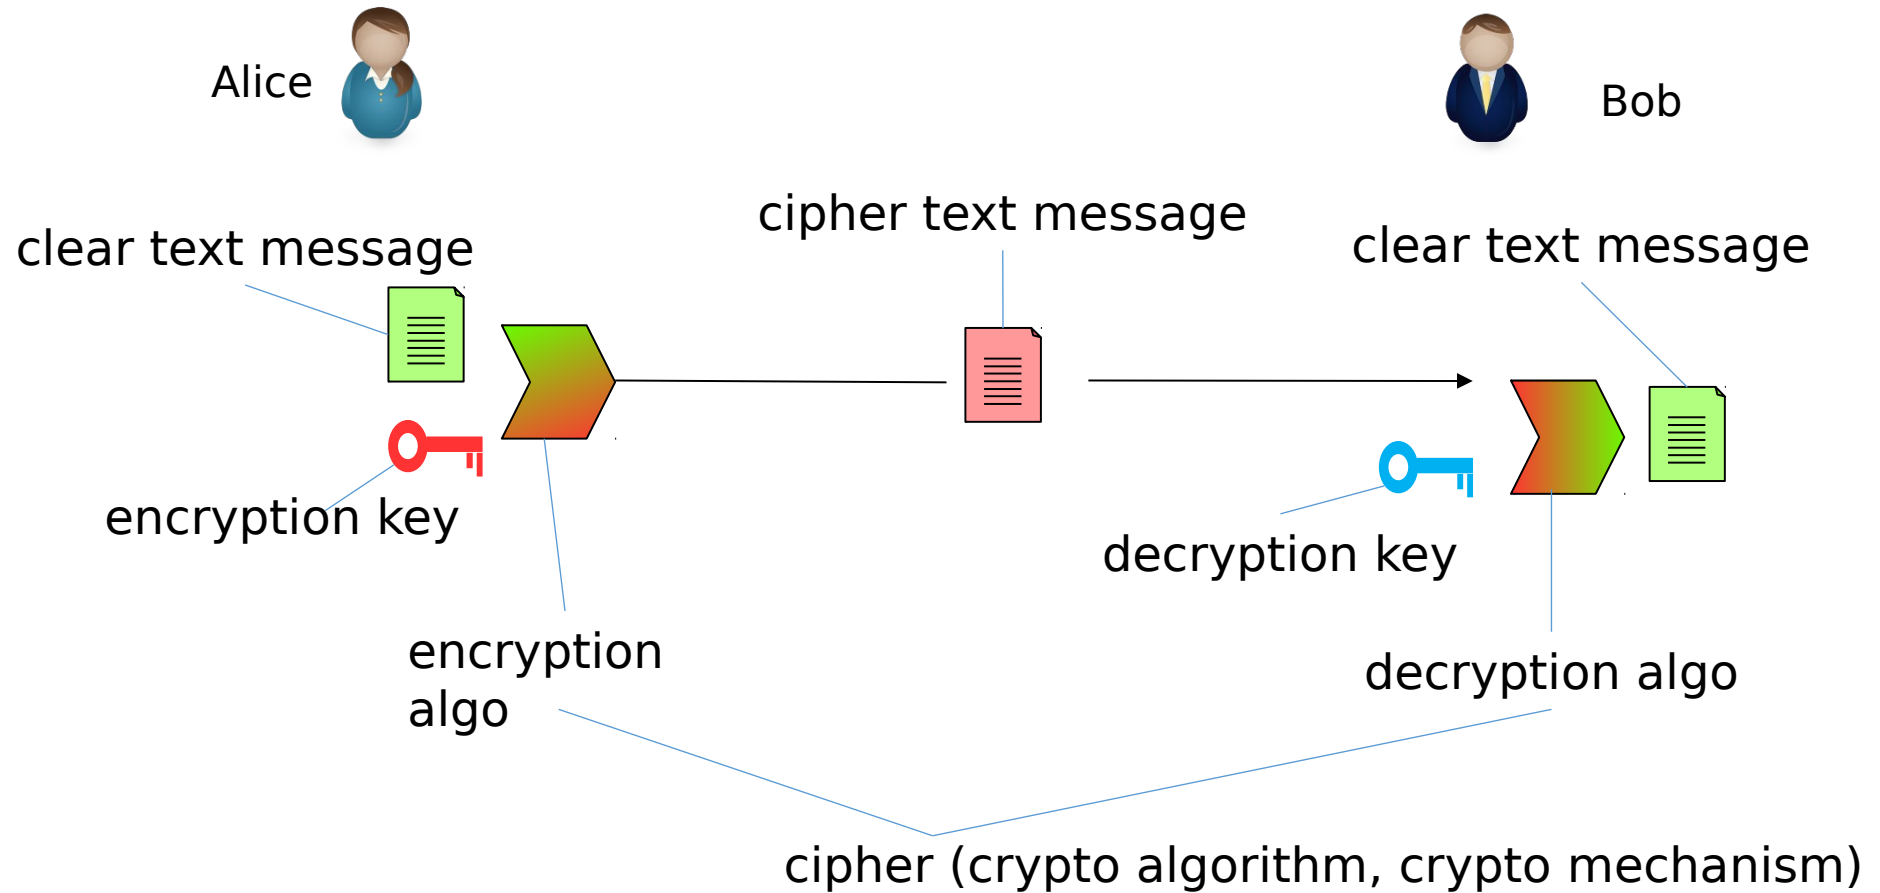 Alice
Bob
cipher text message
clear text message
clear text message
encryption key
decryption key
encryption
algo
decryption algo
cipher (crypto algorithm, crypto mechanism)